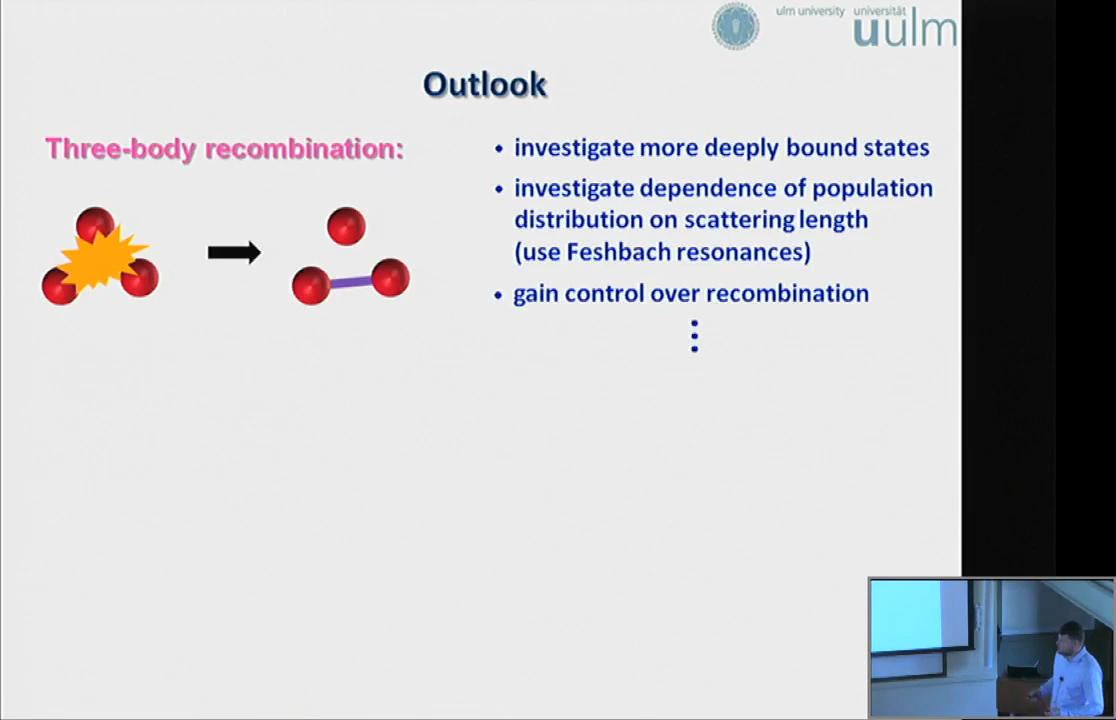 ulm university universität
uulm
Outlook
Three-body recombination:
• investigate more deeply bound states
• investigate dependence of population
distribution on scattering length
(use Feshbach resonances)
• gain control over recombination